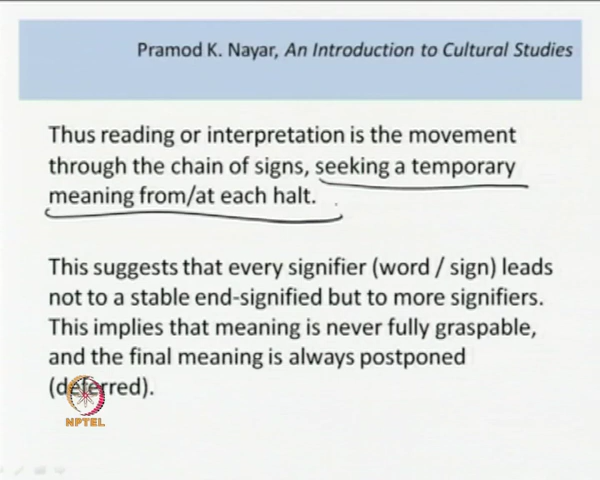 Pramod K. Nayar, An Introduction to Cultural Studies
Thus reading or interpretation is the movement
through the chain of signs, seeking a temporary
meaning from/at each halt.
This suggests that every signifier (word / sign) leads
not to a stable end-signified but to more signifiers.
This implies that meaning is never fully graspable,
and the final meaning is always postponed
(deferred).
NPTEL